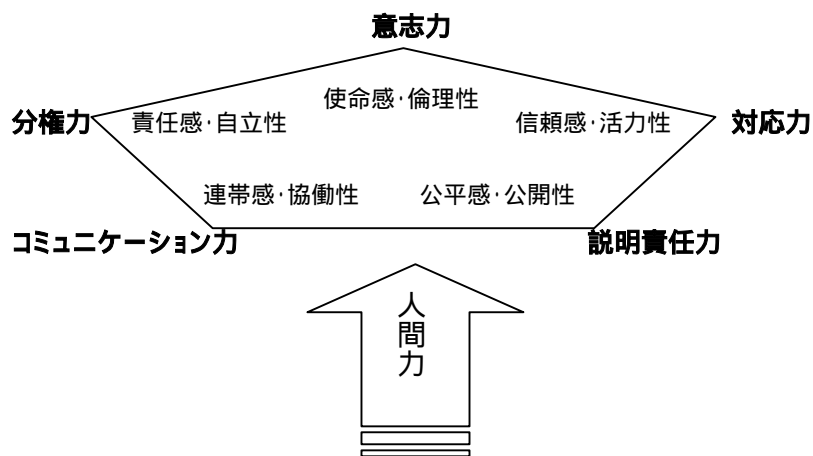 意志力
使命感･倫理性
分権力
責任感･自立性
信頼感･活力性
対応力
連帯感･協働性
公平感･公開性
コミュニケーション力
説明責任力
人間力